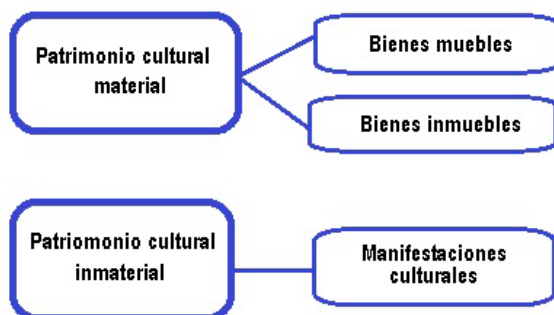 Patrimonio cultural
material
Bienes muebles
Bienes inmuebles
Patriomonio cultural
inmaterial
Manifestaciones
culturales